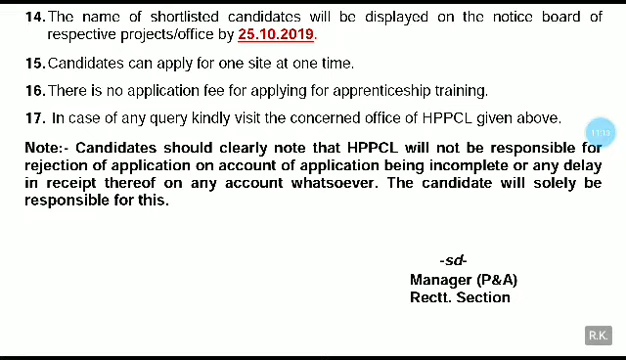 14. The name of shortlisted candidates will be displayed on the notice board of
respective projects/office by 25.10.2019.
15. Candidates can apply for one site at one time.
16. There is no application fee for applying for apprenticeship training.
17. In case of any query kindly visit the concerned office of HPPCL given above.
11:13
Note:- Candidates should clearly note that HPPCL will not be responsible for
rejection of application on account of application being incomplete or any delay
in receipt thereof on any account whatsoever. The candidate will solely be
responsible for this.
-sd-
Manager (P&A)
Rectt. Section
R.K.